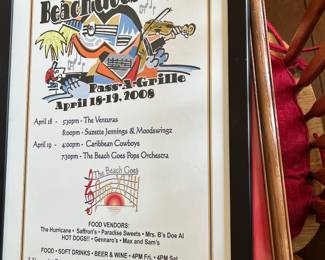 Beach Goes
Pass-A-Grille
April 18-19, 2008
April 18 - 5:30pm - The Venturas
8:00pm - Suzette Jennings & Moodswingz
April 19 - 4:00pm - Caribbean Cowboys
7:30pm - The Beach Goes Pops Orchestra
The Beach Goes
FOOD VENDORS:
The Hurricane • Saffron's • Paradise Sweets • Mrs. B's Doe Al
HOT DOGS!! • Gennaro's • Max and Sam's
FOOD • SOFT DRINKS • BEER & WINE • 4PM Fri. • 4PM Sat.